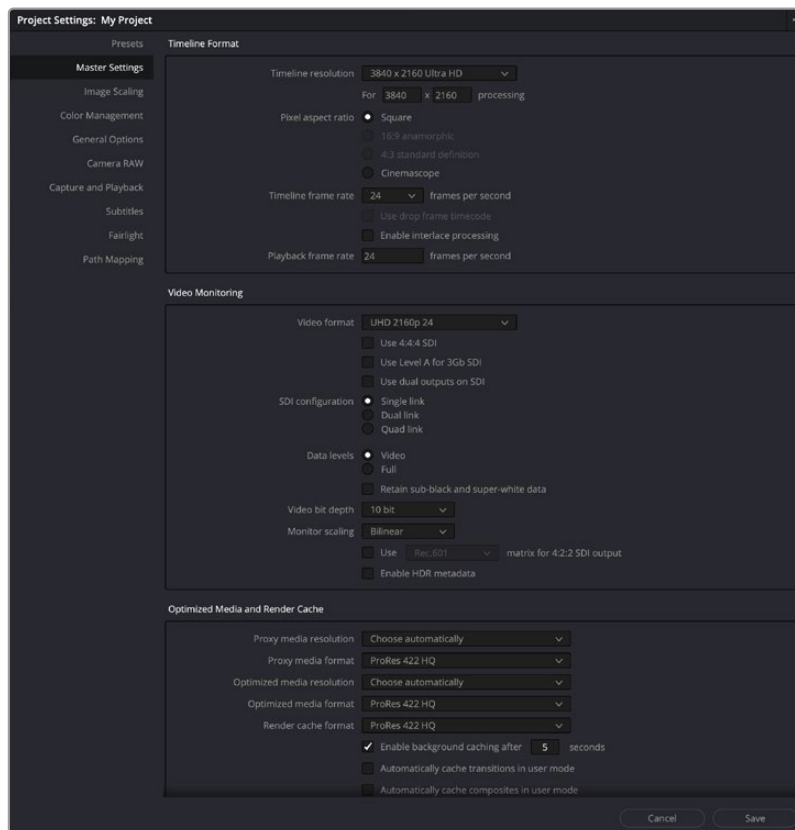 Project Settings: My Project
Presets
Master Settings
Image Scaling
Color Management
General Options
Camera RAW
Capture and Playback
Subtitles
Fairlight
Path Mapping
Timeline Format
Timeline resolution 3840 x 2160 Ultra HD
For 3840 x 2160 processing
Pixel aspect ratio Square
16:9 anamorphic
4:3 standard definition
Cinemascope
Timeline frame rate 24 frames per second
Use drop frame timecode
Enable interlace processing
Playback frame rate 24 frames per second
Video Monitoring
Video format UHD 2160p 24
Use 4:4:4 SDI
Use Level A for 3Gb SDI
Use dual outputs on SDI
SDI configuration Single link
Dual link
Quad link
Data levels Video
Full
Retain sub-black and super-white data
Video bit depth 10 bit
Monitor scaling Bilinear
Use Rec.601 matrix for 4:2:2 SDI output
Enable HDR metadata
Optimized Media and Render Cache
Proxy media resolution Choose automatically
Proxy media format ProRes 422 HQ
Optimized media resolution Choose automatically
Optimized media format ProRes 422 HQ
Render cache format ProRes 422 HQ
Enable background caching after 5 seconds
Automatically cache transitions in user mode
Automatically cache composites in user mode
Cancel
Save